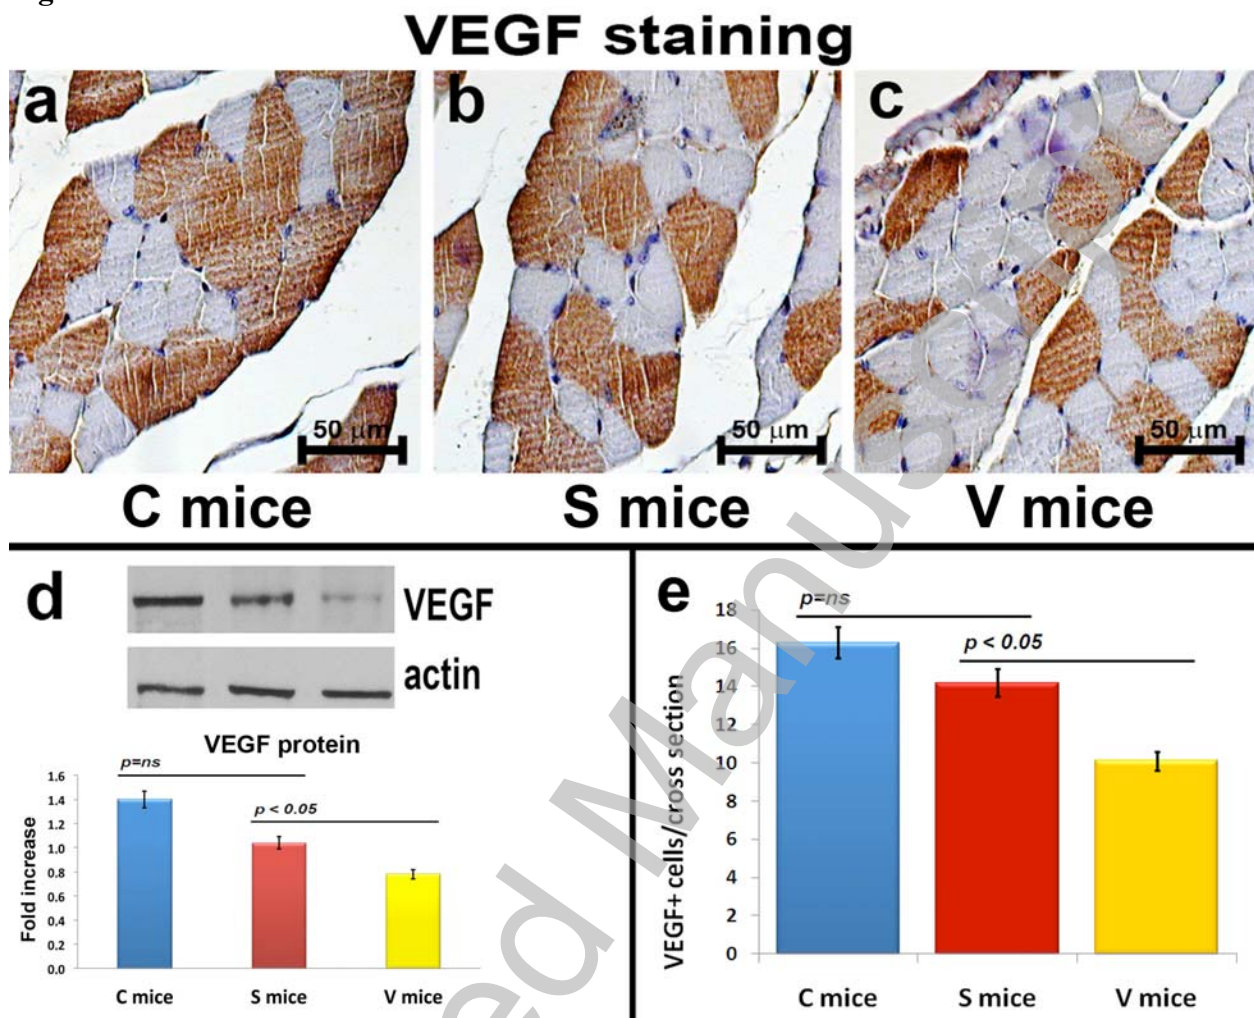 VEGF staining
a
b
c
50 μm
50 μm
50 μm
C mice
S mice
V mice
d
VEGF
actin
VEGF protein
p=ns
p < 0.05
Fold increase
1.6
1.4
1.2
1.0
0.8
0.6
0.4
0.2
0.0
C mice
S mice
V mice
e
p=ns
p < 0.05
VEGF+ cells/cross section
18
16
14
12
10
8
6
4
2
0
C mice
S mice
V mice
ed Manuscript